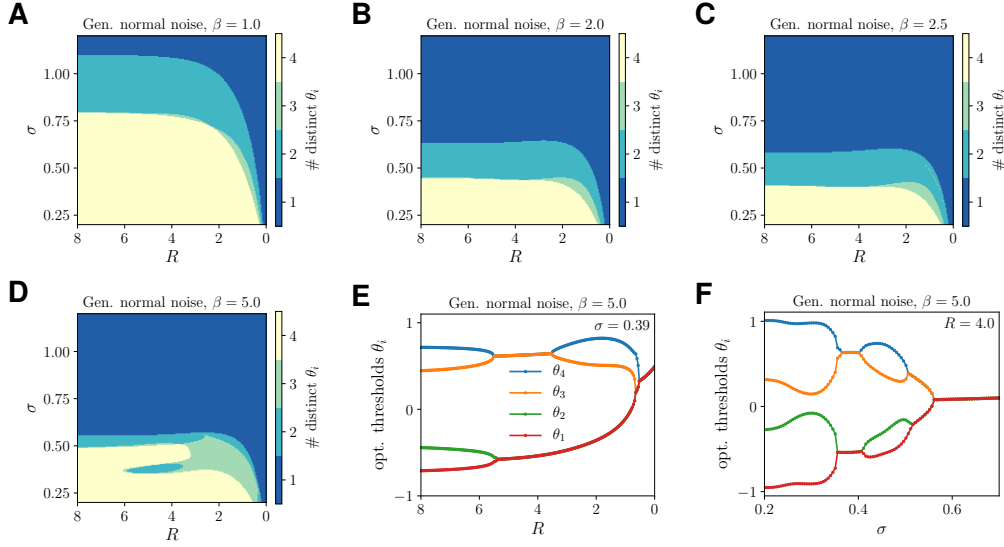 A
Gen. normal noise, β = 1.0
1.00
0.75
0.50
0.25
σ
8 6 4 2 0
R
4
3
2
1
# distinct θi
B
Gen. normal noise, β = 2.0
1.00
0.75
0.50
0.25
σ
8 6 4 2 0
R
4
3
2
1
# distinct θi
C
Gen. normal noise, β = 2.5
1.00
0.75
0.50
0.25
σ
8 6 4 2 0
R
4
3
2
1
# distinct θi
D
Gen. normal noise, β = 5.0
1.00
0.75
0.50
0.25
σ
8 6 4 2 0
R
4
3
2
1
# distinct θi
E
Gen. normal noise, β = 5.0
σ = 0.39
1
0
−1
opt. thresholds θi
θ4
θ3
θ2
θ1
8 6 4 2 0
R
F
Gen. normal noise, β = 5.0
R = 4.0
1
0
−1
opt. thresholds θi
0.2 0.4 0.6
σ